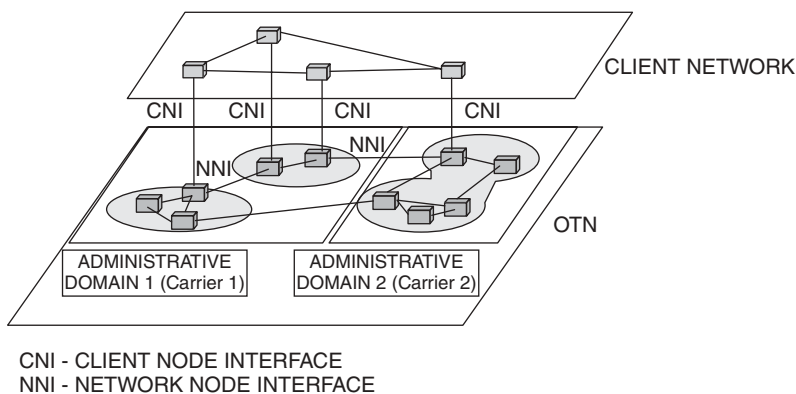 CLIENT NETWORK
CNI
CNI
CNI
CNI
NNI
NNI
OTN
ADMINISTRATIVE
DOMAIN 1 (Carrier 1)
ADMINISTRATIVE
DOMAIN 2 (Carrier 2)
CNI - CLIENT NODE INTERFACE
NNI - NETWORK NODE INTERFACE